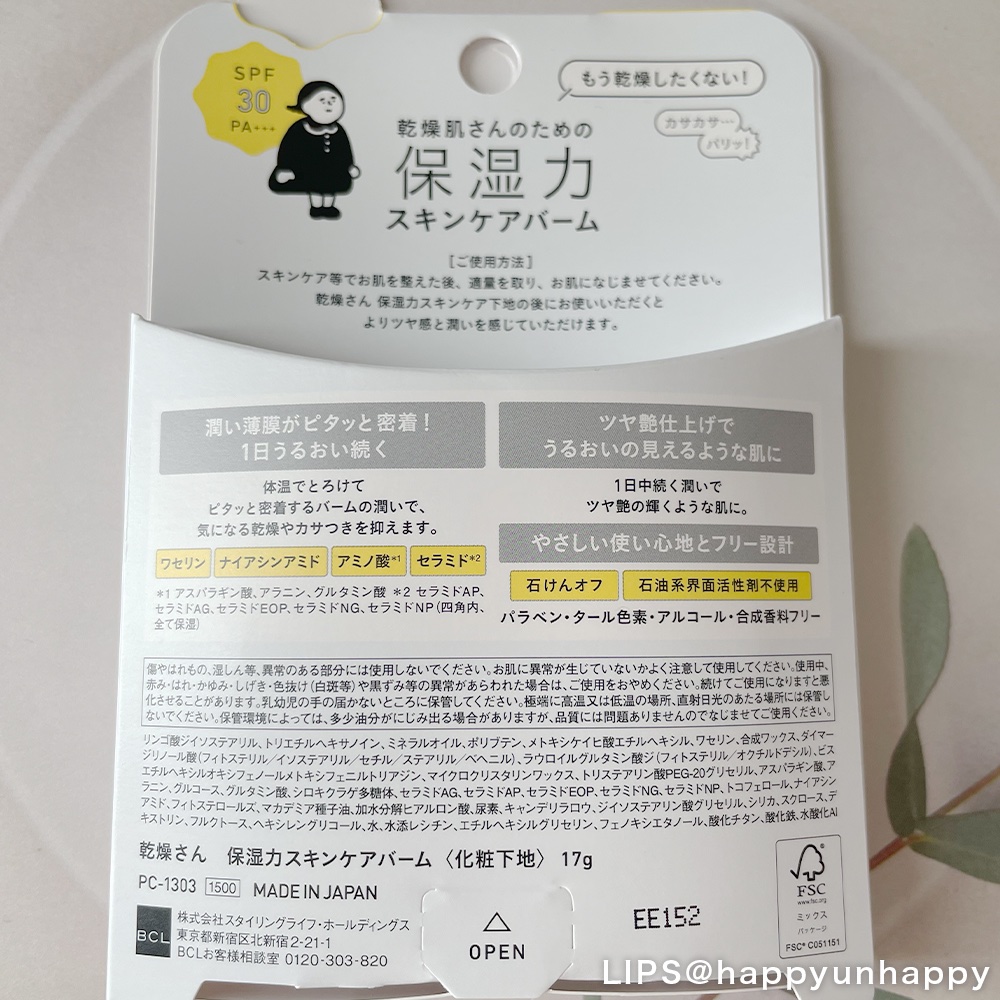 SPF
30
PA+++
もう乾燥したくない!
カサカサ…
パリッ!
乾燥肌さんのための
保湿力
スキンケアバーム
[ご使用方法]
スキンケア等でお肌を整えた後、適量を取り、お肌になじませてください。
乾燥さん 保湿力スキンケア下地の後にお使いいただくと
よりツヤ感と潤いを感じていただけます。
潤い薄膜がピタッと密着!
1日うるおい続く
体温でとろけて
ピタッと密着するバームの潤いで、
気になる乾燥やカサつきを抑えます。
ワセリン ナイアシンアミド アミノ酸*1 セラミド*2
*1 アスパラギン酸、アラニン、グルタミン酸 *2 セラミドAP、
セラミドAG、セラミドEOP、セラミドNG、セラミドNP(四角内、
全て保湿)
ツヤ艶仕上げで
うるおいの見えるような肌に
1日中続く潤いで
ツヤ艶の輝くような肌に。
やさしい使い心地とフリー設計
石けんオフ 石油系界面活性剤不使用
パラベン・タール色素・アルコール・合成香料フリー
傷やはれもの、湿しん等、異常のある部分には使用しないでください。お肌に異常が生じていないかよく注意して使用してください。使用中、
赤み・はれ・かゆみ・しげき・色抜け(白斑等)や黒ずみ等の異常があらわれた場合は、ご使用をおやめください。続けてご使用になりますと悪
化させることがあります。乳幼児の手の届かないところに保管してください。極端に高温又は低温の場所、直射日光のあたる場所には保管し
ないでください。保管環境によっては、多少油分がにじみ出る場合がありますが、品質には問題ありませんのでなじませてご使用ください。
リンゴ酸ジイソステアリル、トリエチルヘキサノイン、ミネラルオイル、ポリブテン、メトキシケイヒ酸エチルヘキシル、ワセリン、合成ワックス、ダイマー
ジリノール酸(フィトステリル/イソステアリル/セチル/ステアリル/ベヘニル)、ラウロイルグルタミン酸ジ(フィトステリル/オクチルドデシル)、ビス
エチルヘキシルオキシフェノールメトキシフェニルトリアジン、マイクロクリスタリンワックス、トリステアリン酸PEG-20グリセリル、アスパラギン酸、ア
ラニン、グルコース、グルタミン酸、シロキクラゲ多糖体、セラミドAG、セラミドAP、セラミドEOP、セラミドNG、セラミドNP、トコフェロール、ナイアシン
アミド、フィトステロールズ、マカデミア種子油、加水分解ヒアルロン酸、尿素、キャンデリラロウ、ジイソステアリン酸グリセリル、シリカ、スクロース、デ
キストリン、フルクトース、ヘキシレングリコール、水、水添レシチン、エチルヘキシルグリセリン、フェノキシエタノール、酸化チタン、酸化鉄、水酸化Al
乾燥さん 保湿力スキンケアバーム〈化粧下地〉17g
PC-1303 1500 MADE IN JAPAN
BCL
株式会社スタイリングライフ・ホールディングス
東京都新宿区北新宿2-21-1
BCLお客様相談室 0120-303-820
OPEN
EE152
FSC
www.fsc.org
ミックス
パッケージ
FSC® C051151
LIPS@happyunhappy